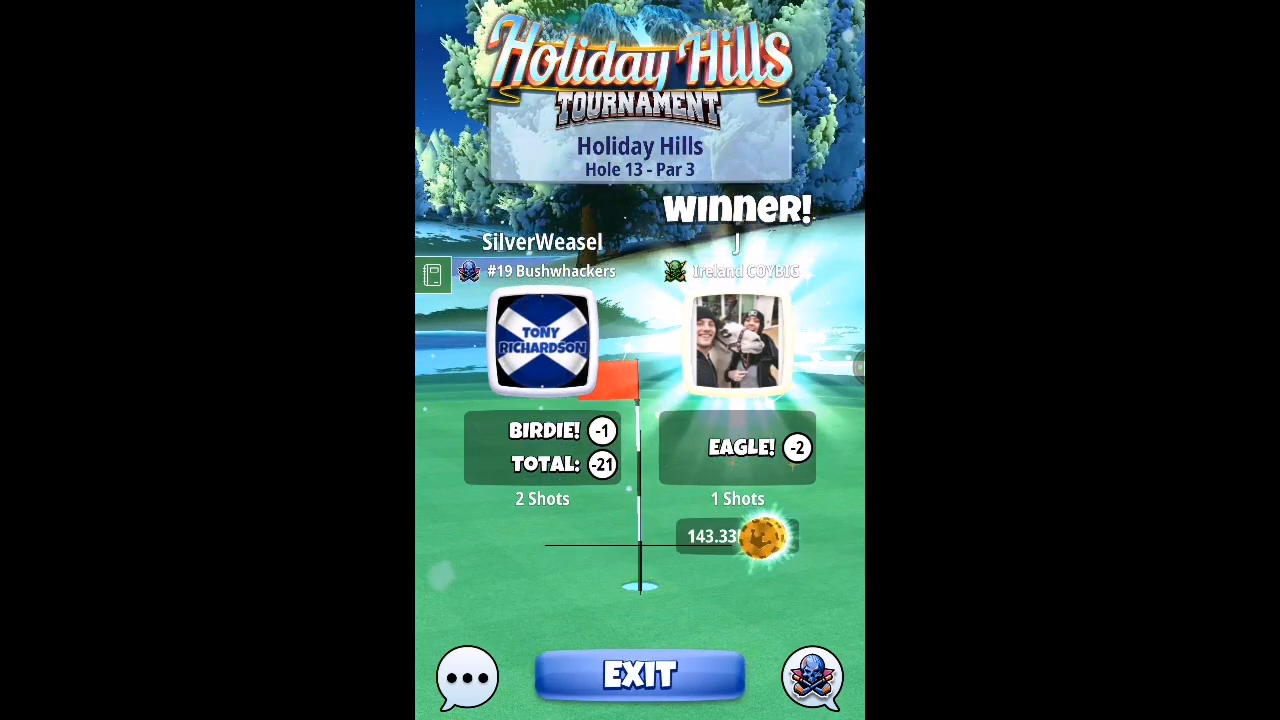 Holiday Hills
TOURNAMENT
Holiday Hills
Hole 13 - Par 3
WINNER!
SilverWeasel
J
#19 Bushwhackers
Ireland COYBIG
TONY
RICHARDSON
BIRDIE! -1
TOTAL: -21
EAGLE! -2
2 Shots
1 Shots
143.33
EXIT